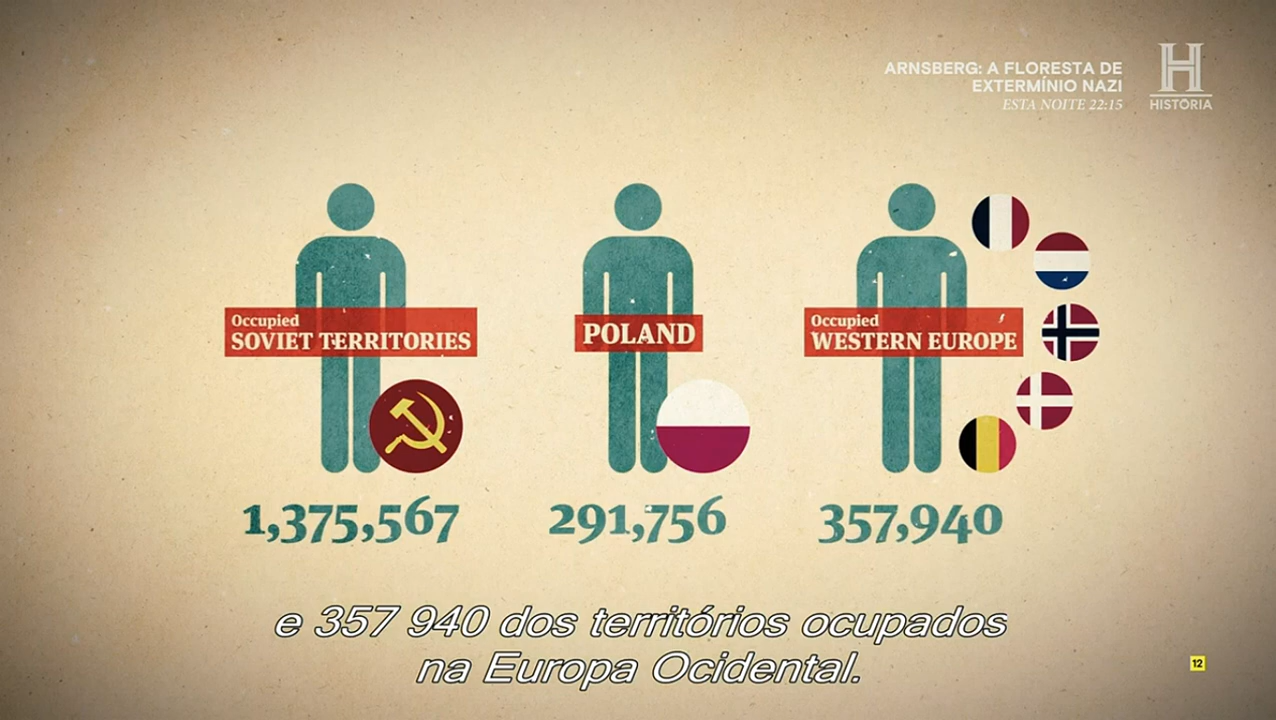 ARNSBERG: A FLORESTA DE
EXTERMÍNIO NAZI
ESTA NOITE 22:15
H
HISTÓRIA
Occupied
SOVIET TERRITORIES
POLAND
Occupied
WESTERN EUROPE
1,375,567
291,756
357,940
e 357 940 dos territórios ocupados
na Europa Ocidental.
12